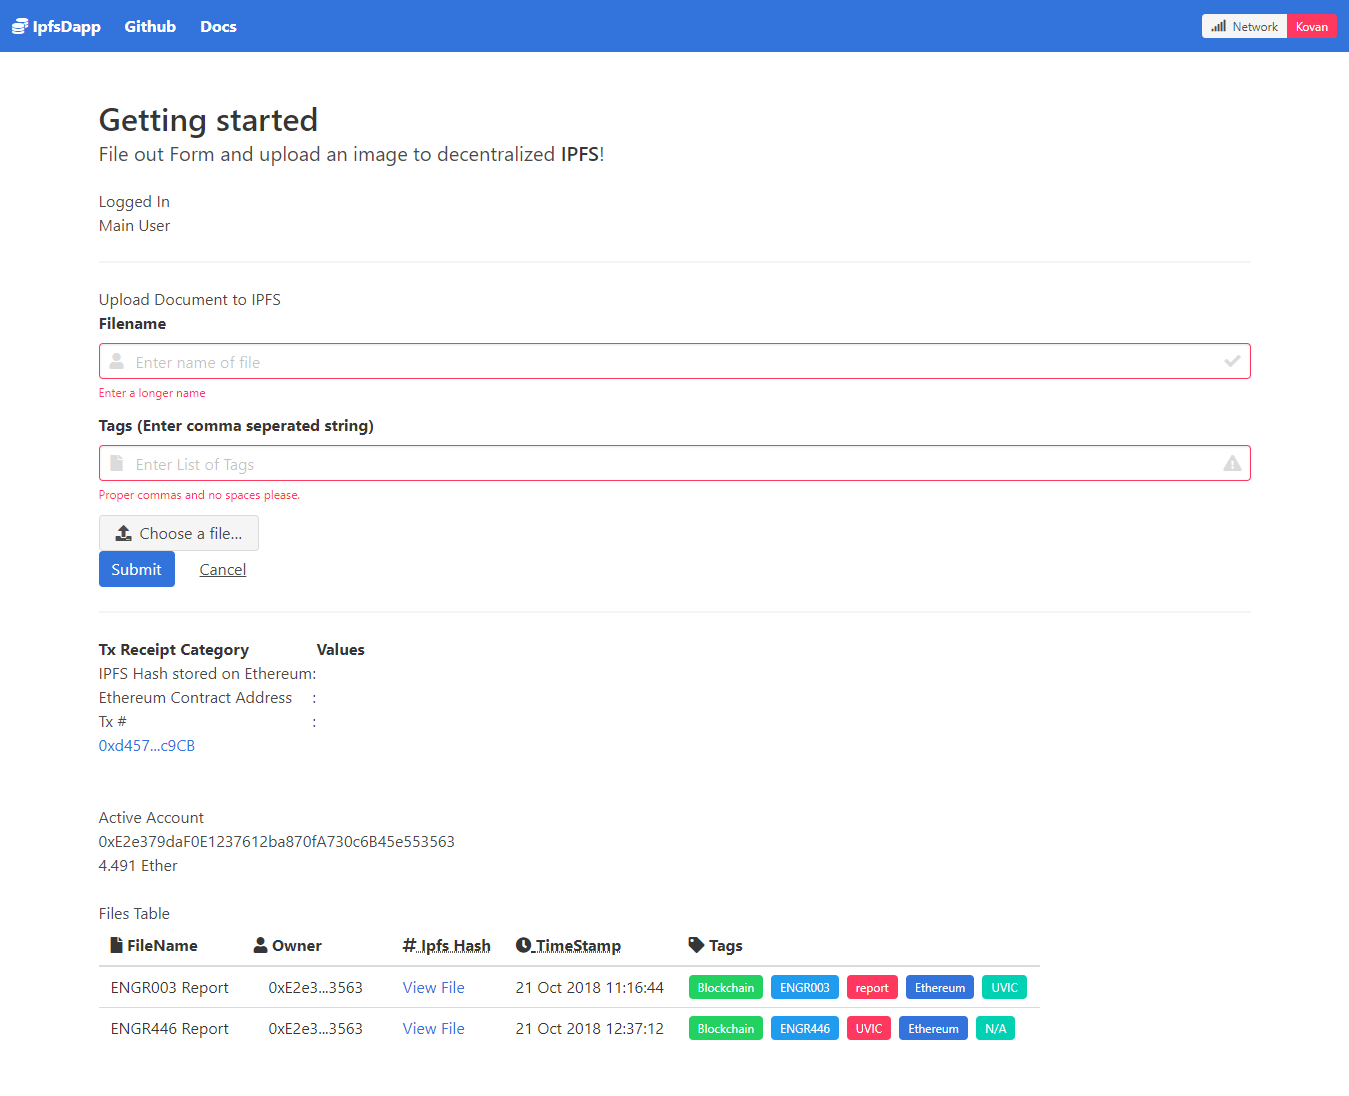 IpfsDapp Github Docs Network Kovan
Getting started
File out Form and upload an image to decentralized IPFS!
Logged In
Main User
Upload Document to IPFS
Filename
Enter name of file
Enter a longer name
Tags (Enter comma seperated string)
Enter List of Tags
Proper commas and no spaces please.
Choose a file...
Submit Cancel
Tx Receipt Category Values
IPFS Hash stored on Ethereum:
Ethereum Contract Address :
Tx # :
0xd457...c9CB
Active Account
0xE2e379daF0E1237612ba870fA730c6B45e553563
4.491 Ether
Files Table
FileName Owner # Ipfs Hash TimeStamp Tags
ENGR003 Report 0xE2e3...3563 View File 21 Oct 2018 11:16:44 Blockchain ENGR003 report Ethereum UVIC
ENGR446 Report 0xE2e3...3563 View File 21 Oct 2018 12:37:12 Blockchain ENGR446 UVIC Ethereum N/A